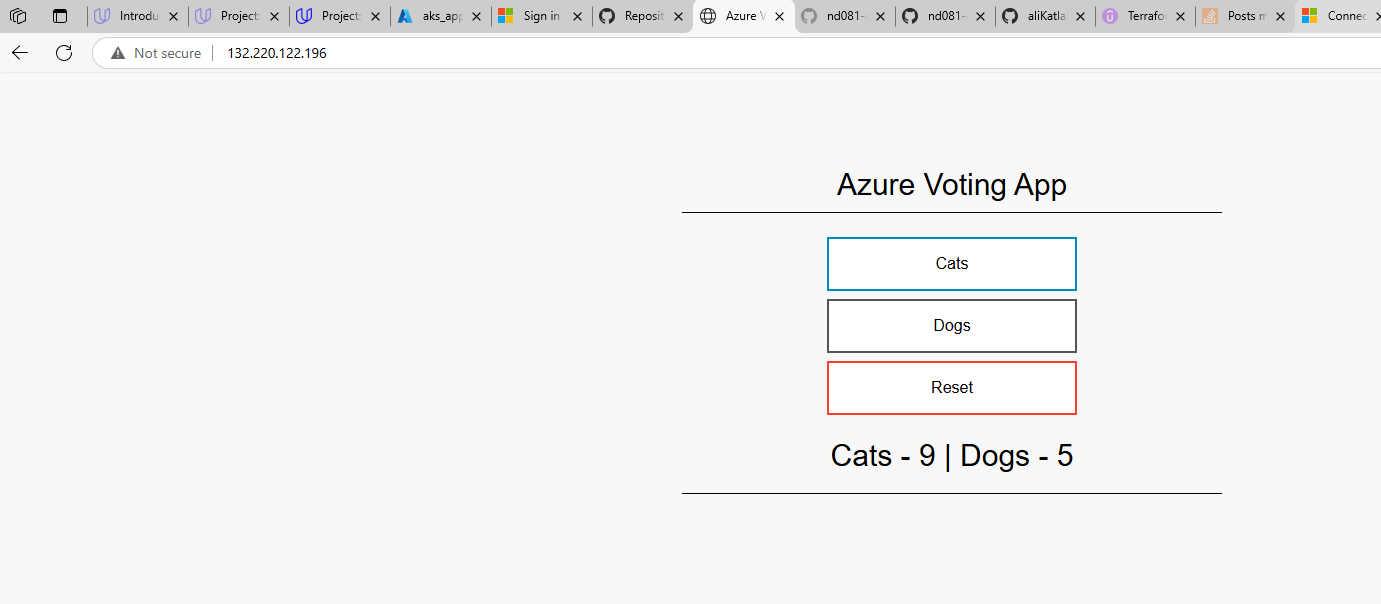 Introdu Project: Project: aks_app Sign in Reposit Azure V nd081- nd081- aliKatla Terrafo Posts m Connec
Not secure 132.220.122.196
Azure Voting App
Cats
Dogs
Reset
Cats - 9 | Dogs - 5